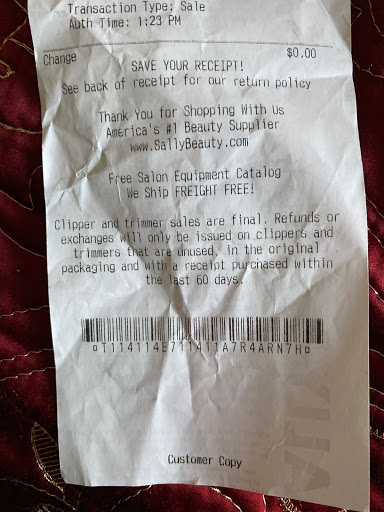 Transaction Type: Sale
Auth Time: 1:23 PM
Change $0.00
SAVE YOUR RECEIPT!
See back of receipt for our return policy
Thank You for Shopping With Us
America's #1 Beauty Supplier
www.SallyBeauty.com
Free Salon Equipment Catalog
We Ship FREIGHT FREE!
Clipper and trimmer sales are final. Refunds or
exchanges will only be issued on clippers and
trimmers that are unused, in the original
packaging and with a receipt purchased within
the last 60 days.
Customer Copy